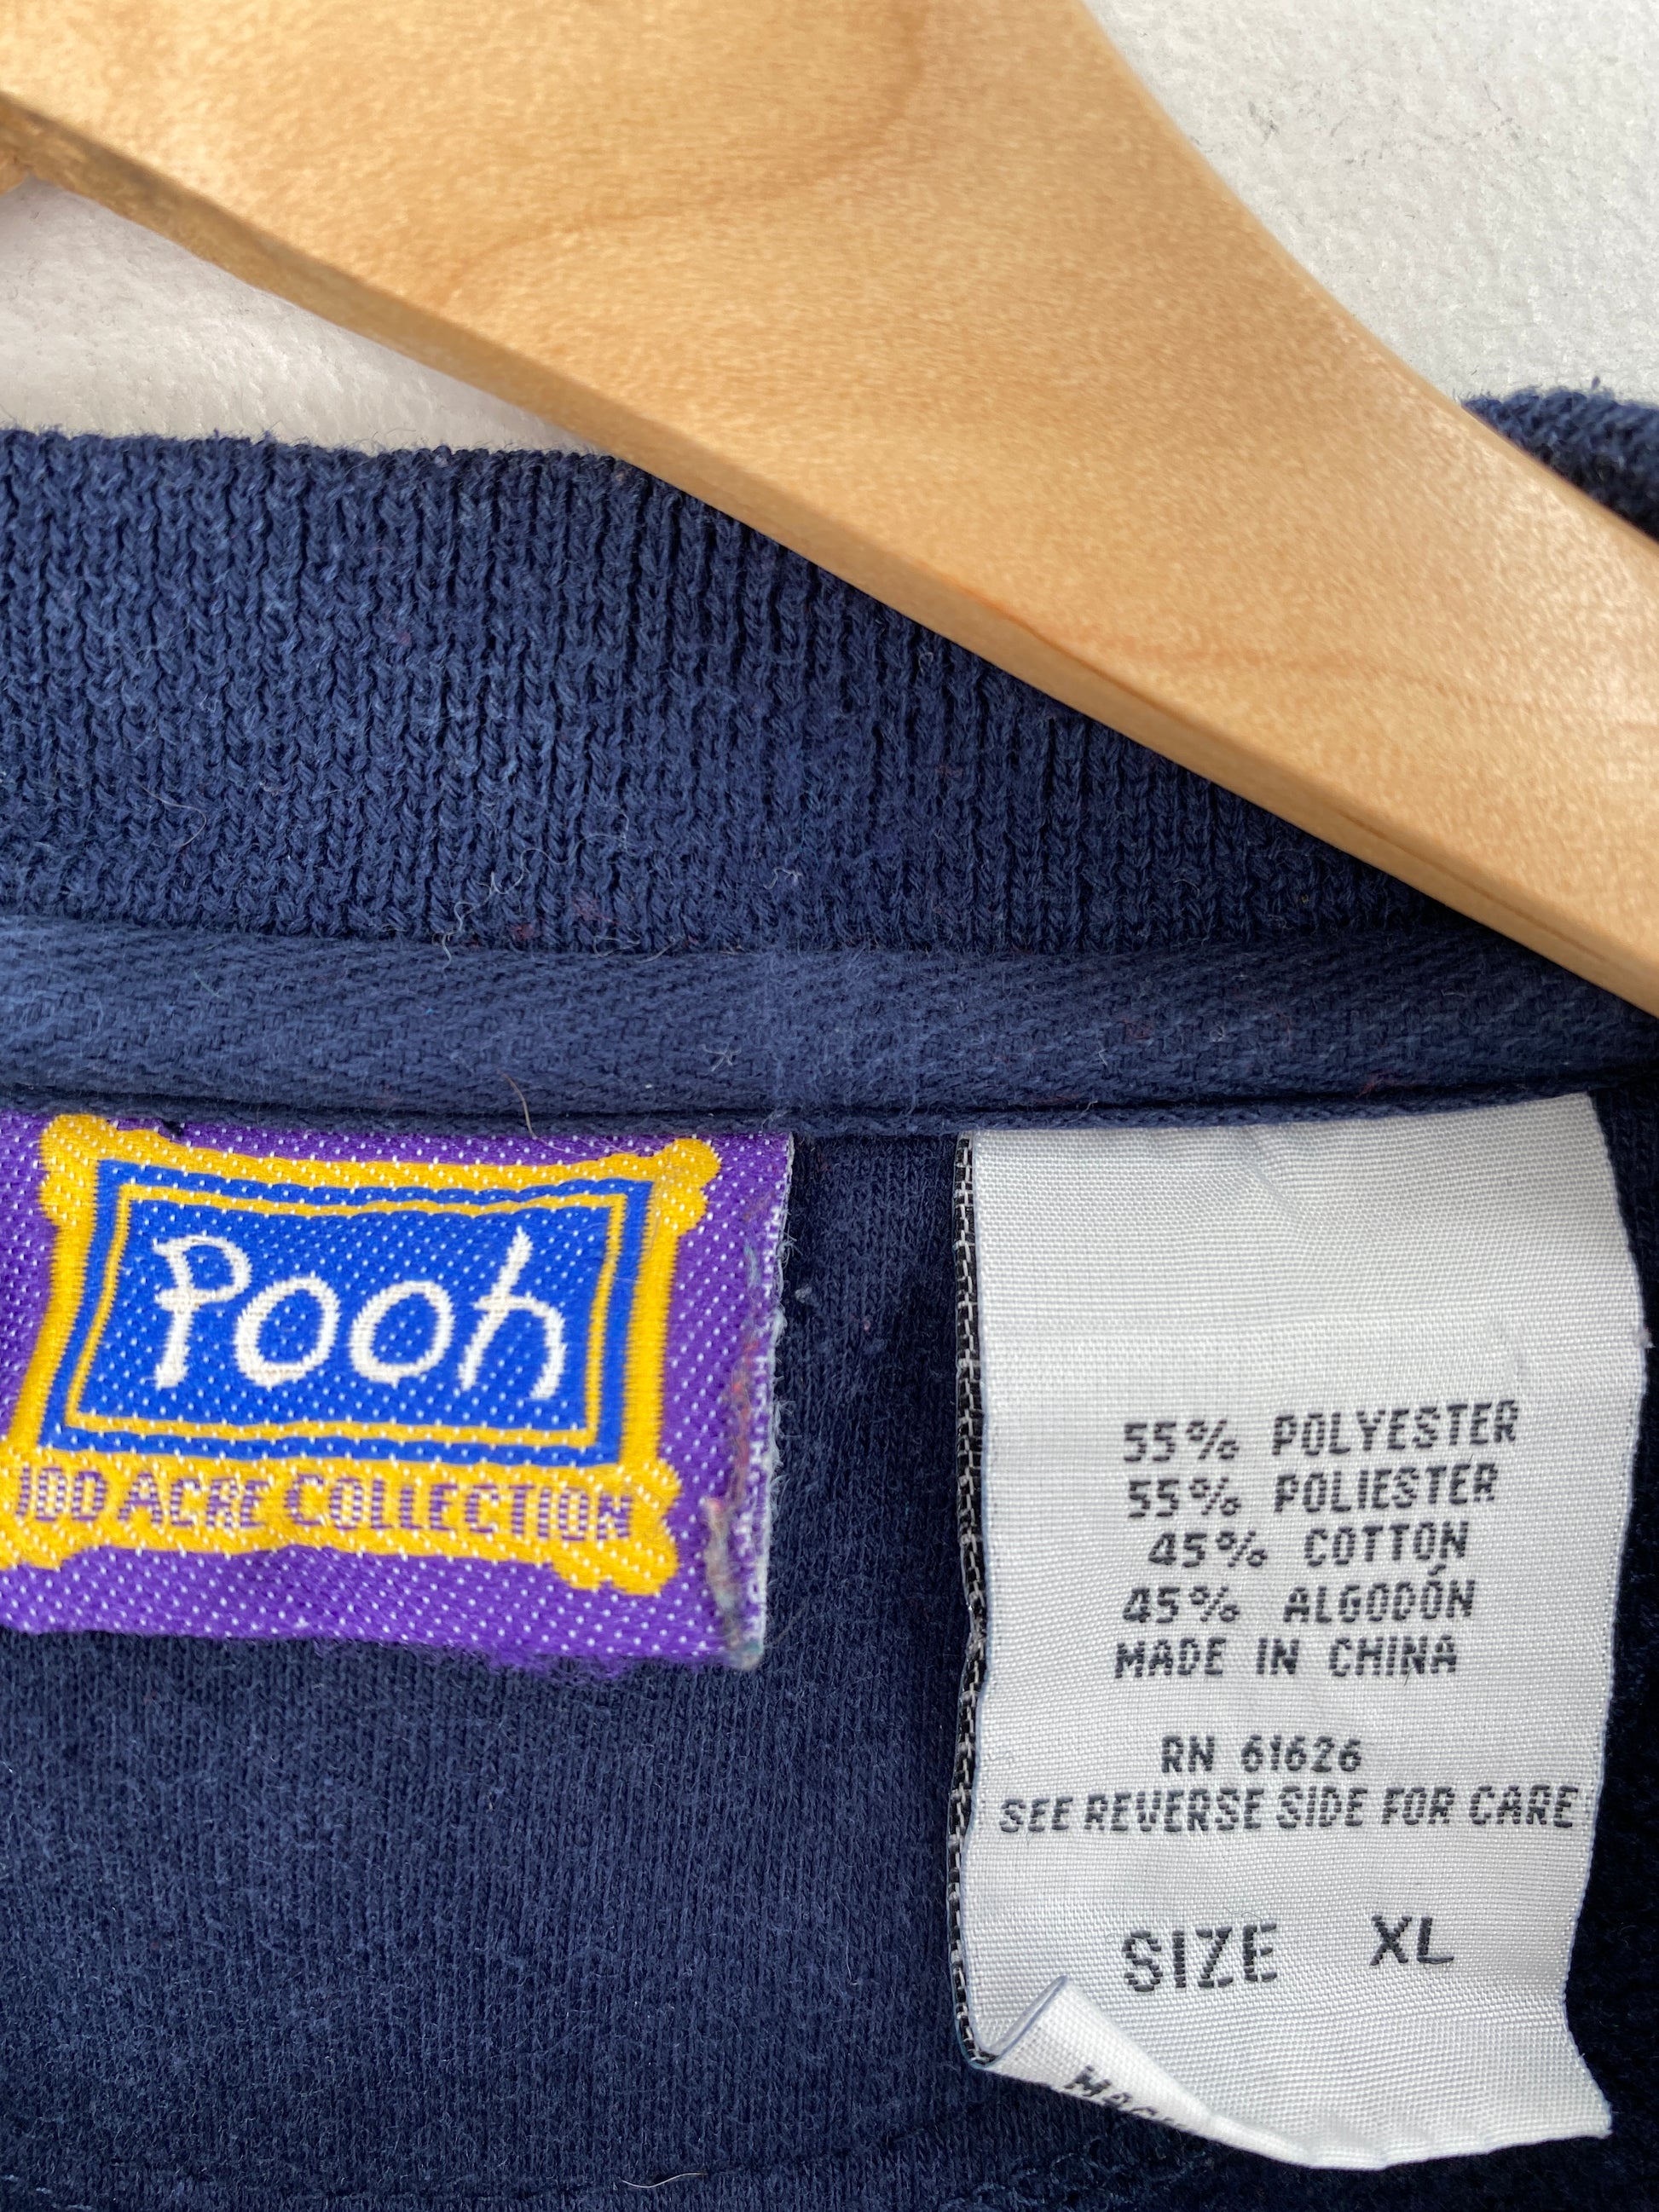 Pooh
100 ACRE COLLECTION
55% POLYESTER
55% POLIESTER
45% COTTON
45% ALGODÓN
MADE IN CHINA
RN 61626
SEE REVERSE SIDE FOR CARE
SIZE XL